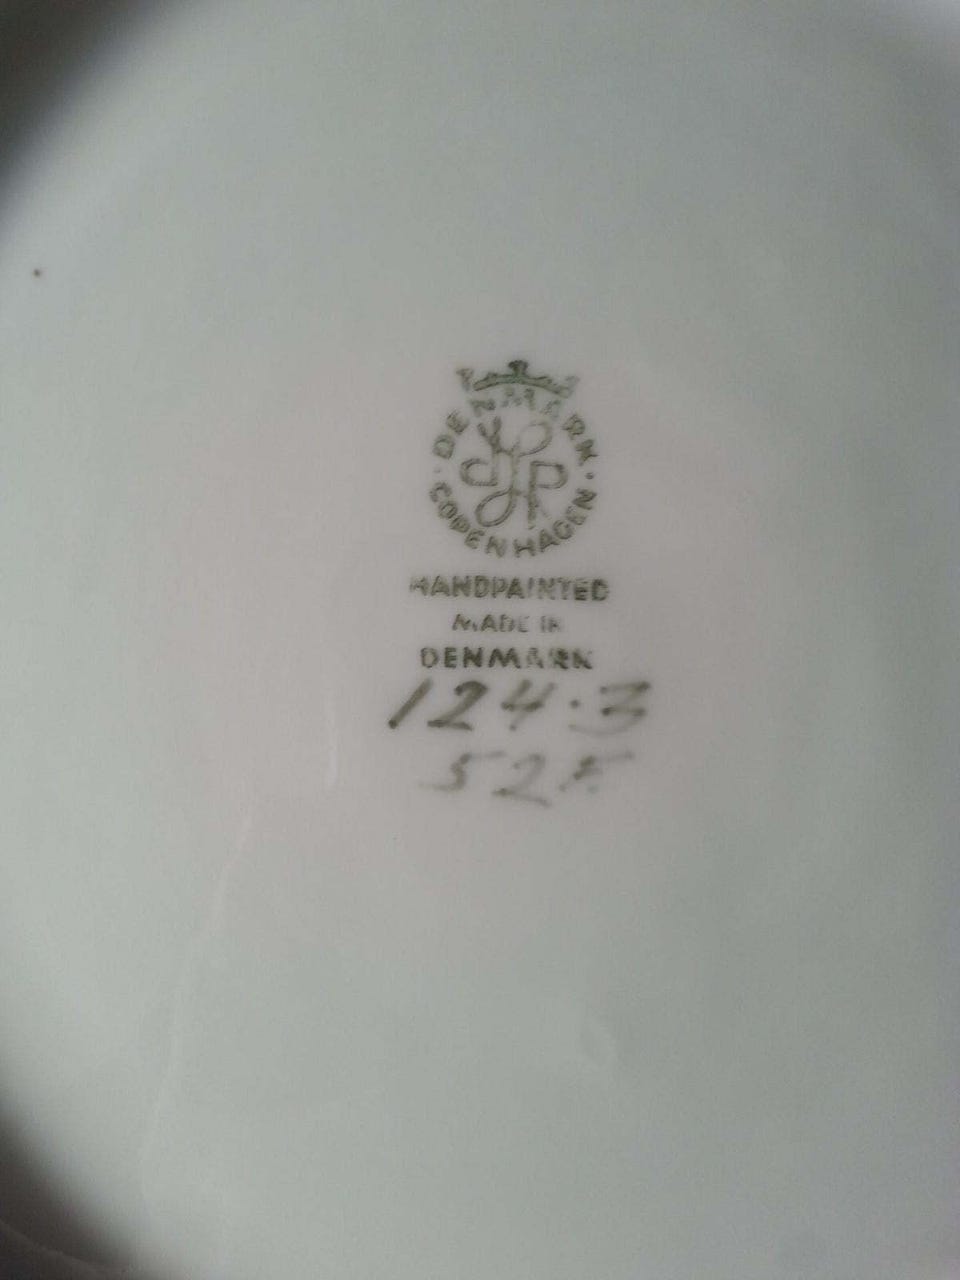 DENMARK
COPENHAGEN
HANDPAINTED
MADE IN
DENMARK
124·3